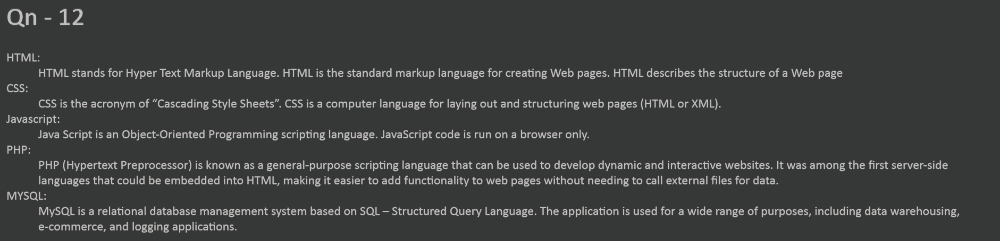 Qn - 12
HTML:
HTML stands for Hyper Text Markup Language. HTML is the standard markup language for creating Web pages. HTML describes the structure of a Web page
CSS:
CSS is the acronym of “Cascading Style Sheets”. CSS is a computer language for laying out and structuring web pages (HTML or XML).
Javascript:
Java Script is an Object-Oriented Programming scripting language. JavaScript code is run on a browser only.
PHP:
PHP (Hypertext Preprocessor) is known as a general-purpose scripting language that can be used to develop dynamic and interactive websites. It was among the first server-side
languages that could be embedded into HTML, making it easier to add functionality to web pages without needing to call external files for data.
MYSQL:
MySQL is a relational database management system based on SQL – Structured Query Language. The application is used for a wide range of purposes, including data warehousing,
e-commerce, and logging applications.